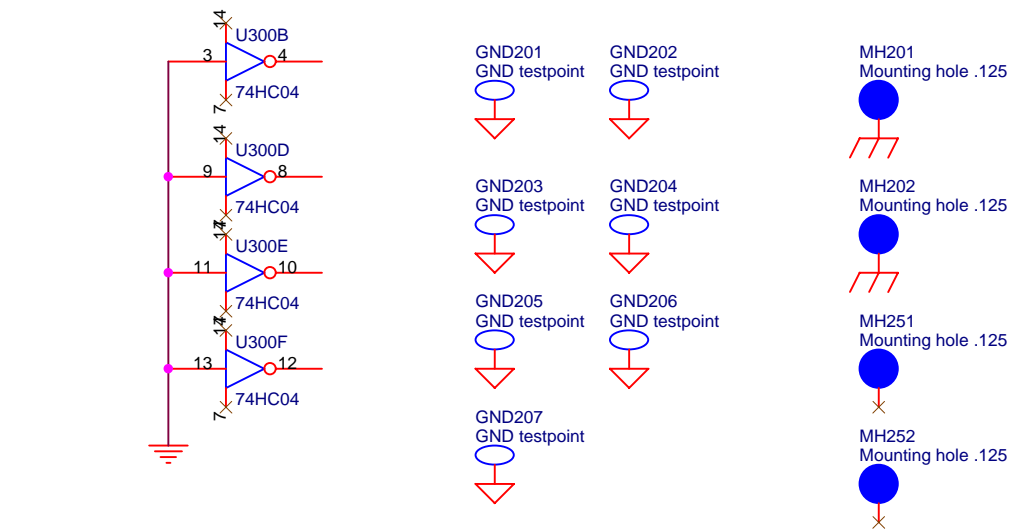 14
U300B
3
4
7
74HC04
14
U300D
9
8
7
74HC04
14
U300E
11
10
7
74HC04
14
U300F
13
12
7
74HC04
GND201
GND testpoint
GND202
GND testpoint
GND203
GND testpoint
GND204
GND testpoint
GND205
GND testpoint
GND206
GND testpoint
GND207
GND testpoint
MH201
Mounting hole .125
MH202
Mounting hole .125
MH251
Mounting hole .125
MH252
Mounting hole .125